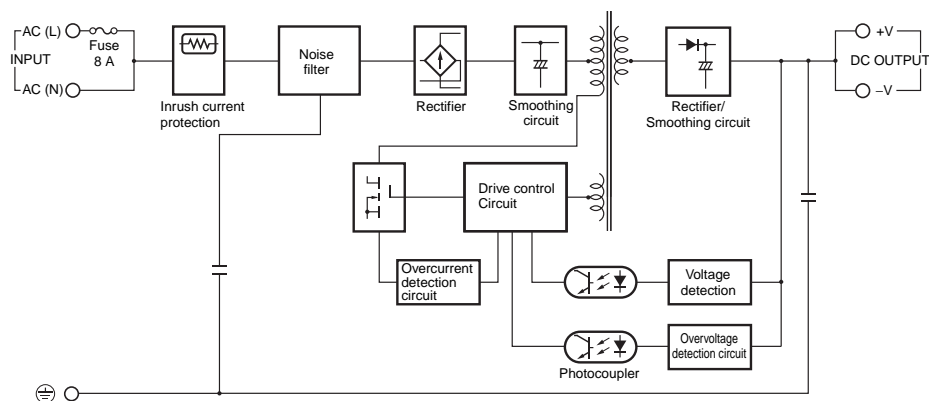 AC (L)
Fuse
8 A
INPUT
AC (N)
Inrush current
protection
Noise
filter
Rectifier
Smoothing
circuit
Rectifier/
Smoothing circuit
+V
DC OUTPUT
–V
Drive control
Circuit
Overcurrent
detection
circuit
Voltage
detection
Overvoltage
detection circuit
Photocoupler